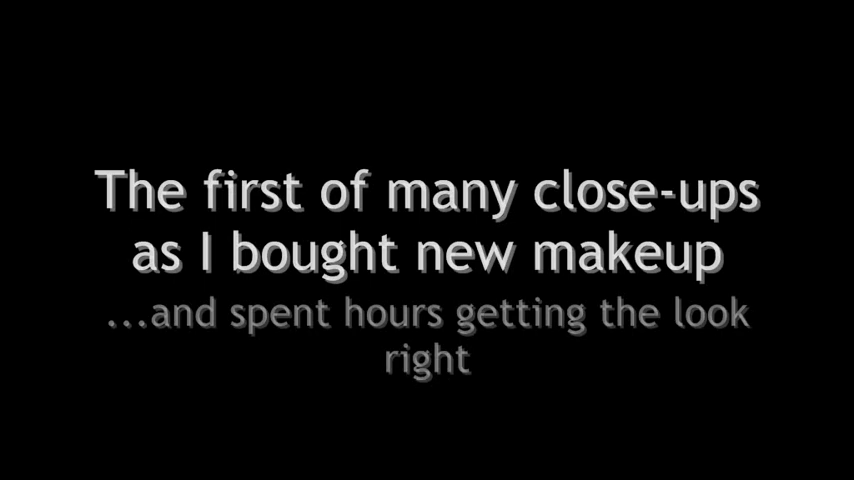 The first of many close-ups
as I bought new makeup
...and spent hours getting the look
right